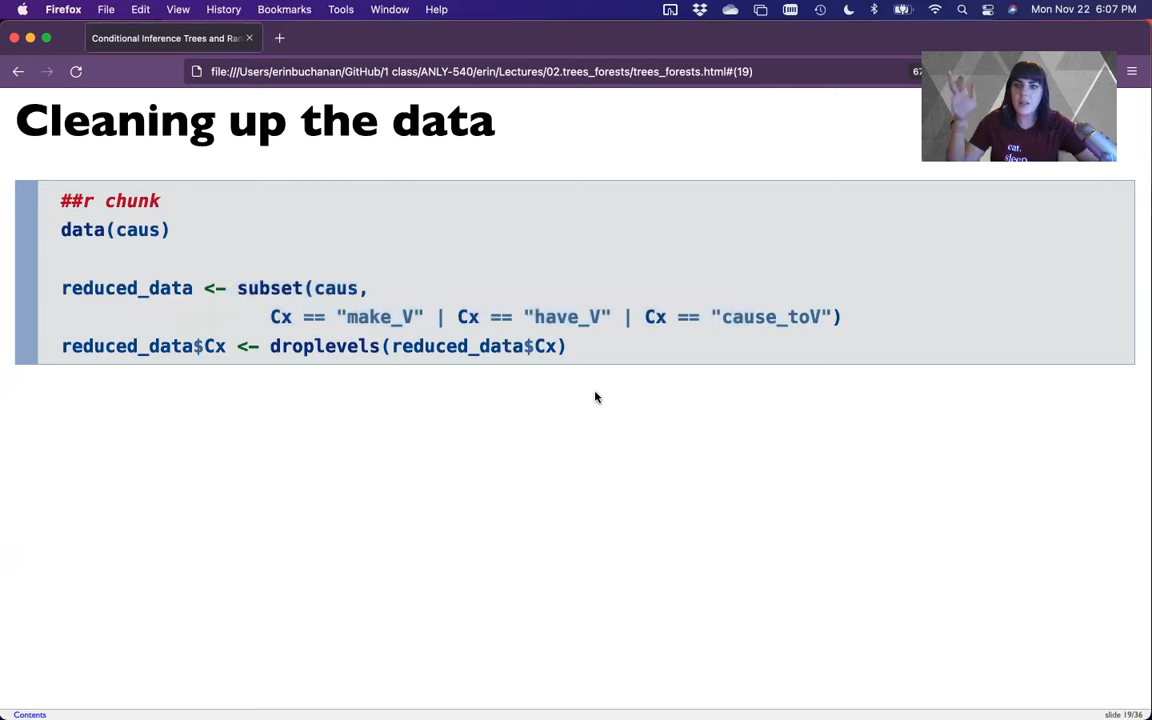 Firefox File Edit View History Bookmarks Tools Window Help Mon Nov 22 6:07 PM
Conditional Inference Trees and Ra
file:///Users/erinbuchanan/GitHub/1 class/ANLY-540/erin/Lectures/02.trees_forests/trees_forests.html#(19) 67
Cleaning up the data
eat.
sleep
##r chunk
data(caus)
reduced_data <- subset(caus,
Cx == "make_V" | Cx == "have_V" | Cx == "cause_toV")
reduced_data$Cx <- droplevels(reduced_data$Cx)
Contents slide 19/36